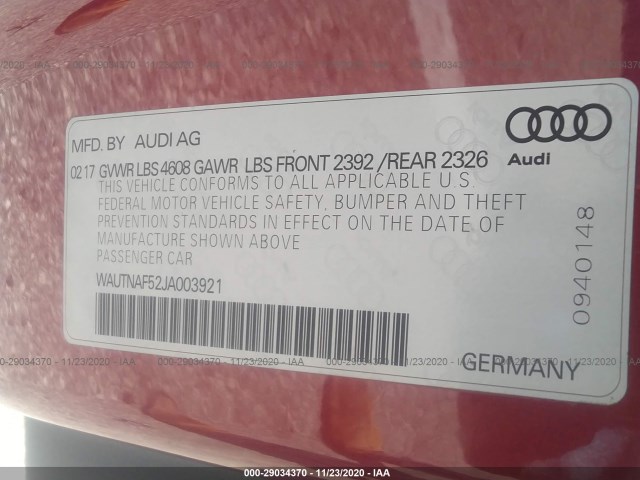 MFD. BY AUDI AG
02 17 GVWR LBS 4608 GAWR LBS FRONT 2392 /REAR 2326
THIS VEHICLE CONFORMS TO ALL APPLICABLE U.S.
FEDERAL MOTOR VEHICLE SAFETY, BUMPER AND THEFT
PREVENTION STANDARDS IN EFFECT ON THE DATE OF
MANUFACTURE SHOWN ABOVE
PASSENGER CAR
WAUTNAF52JA003921
Audi
0940148
GERMANY
000-29034370 - 11/23/2020 - IAA